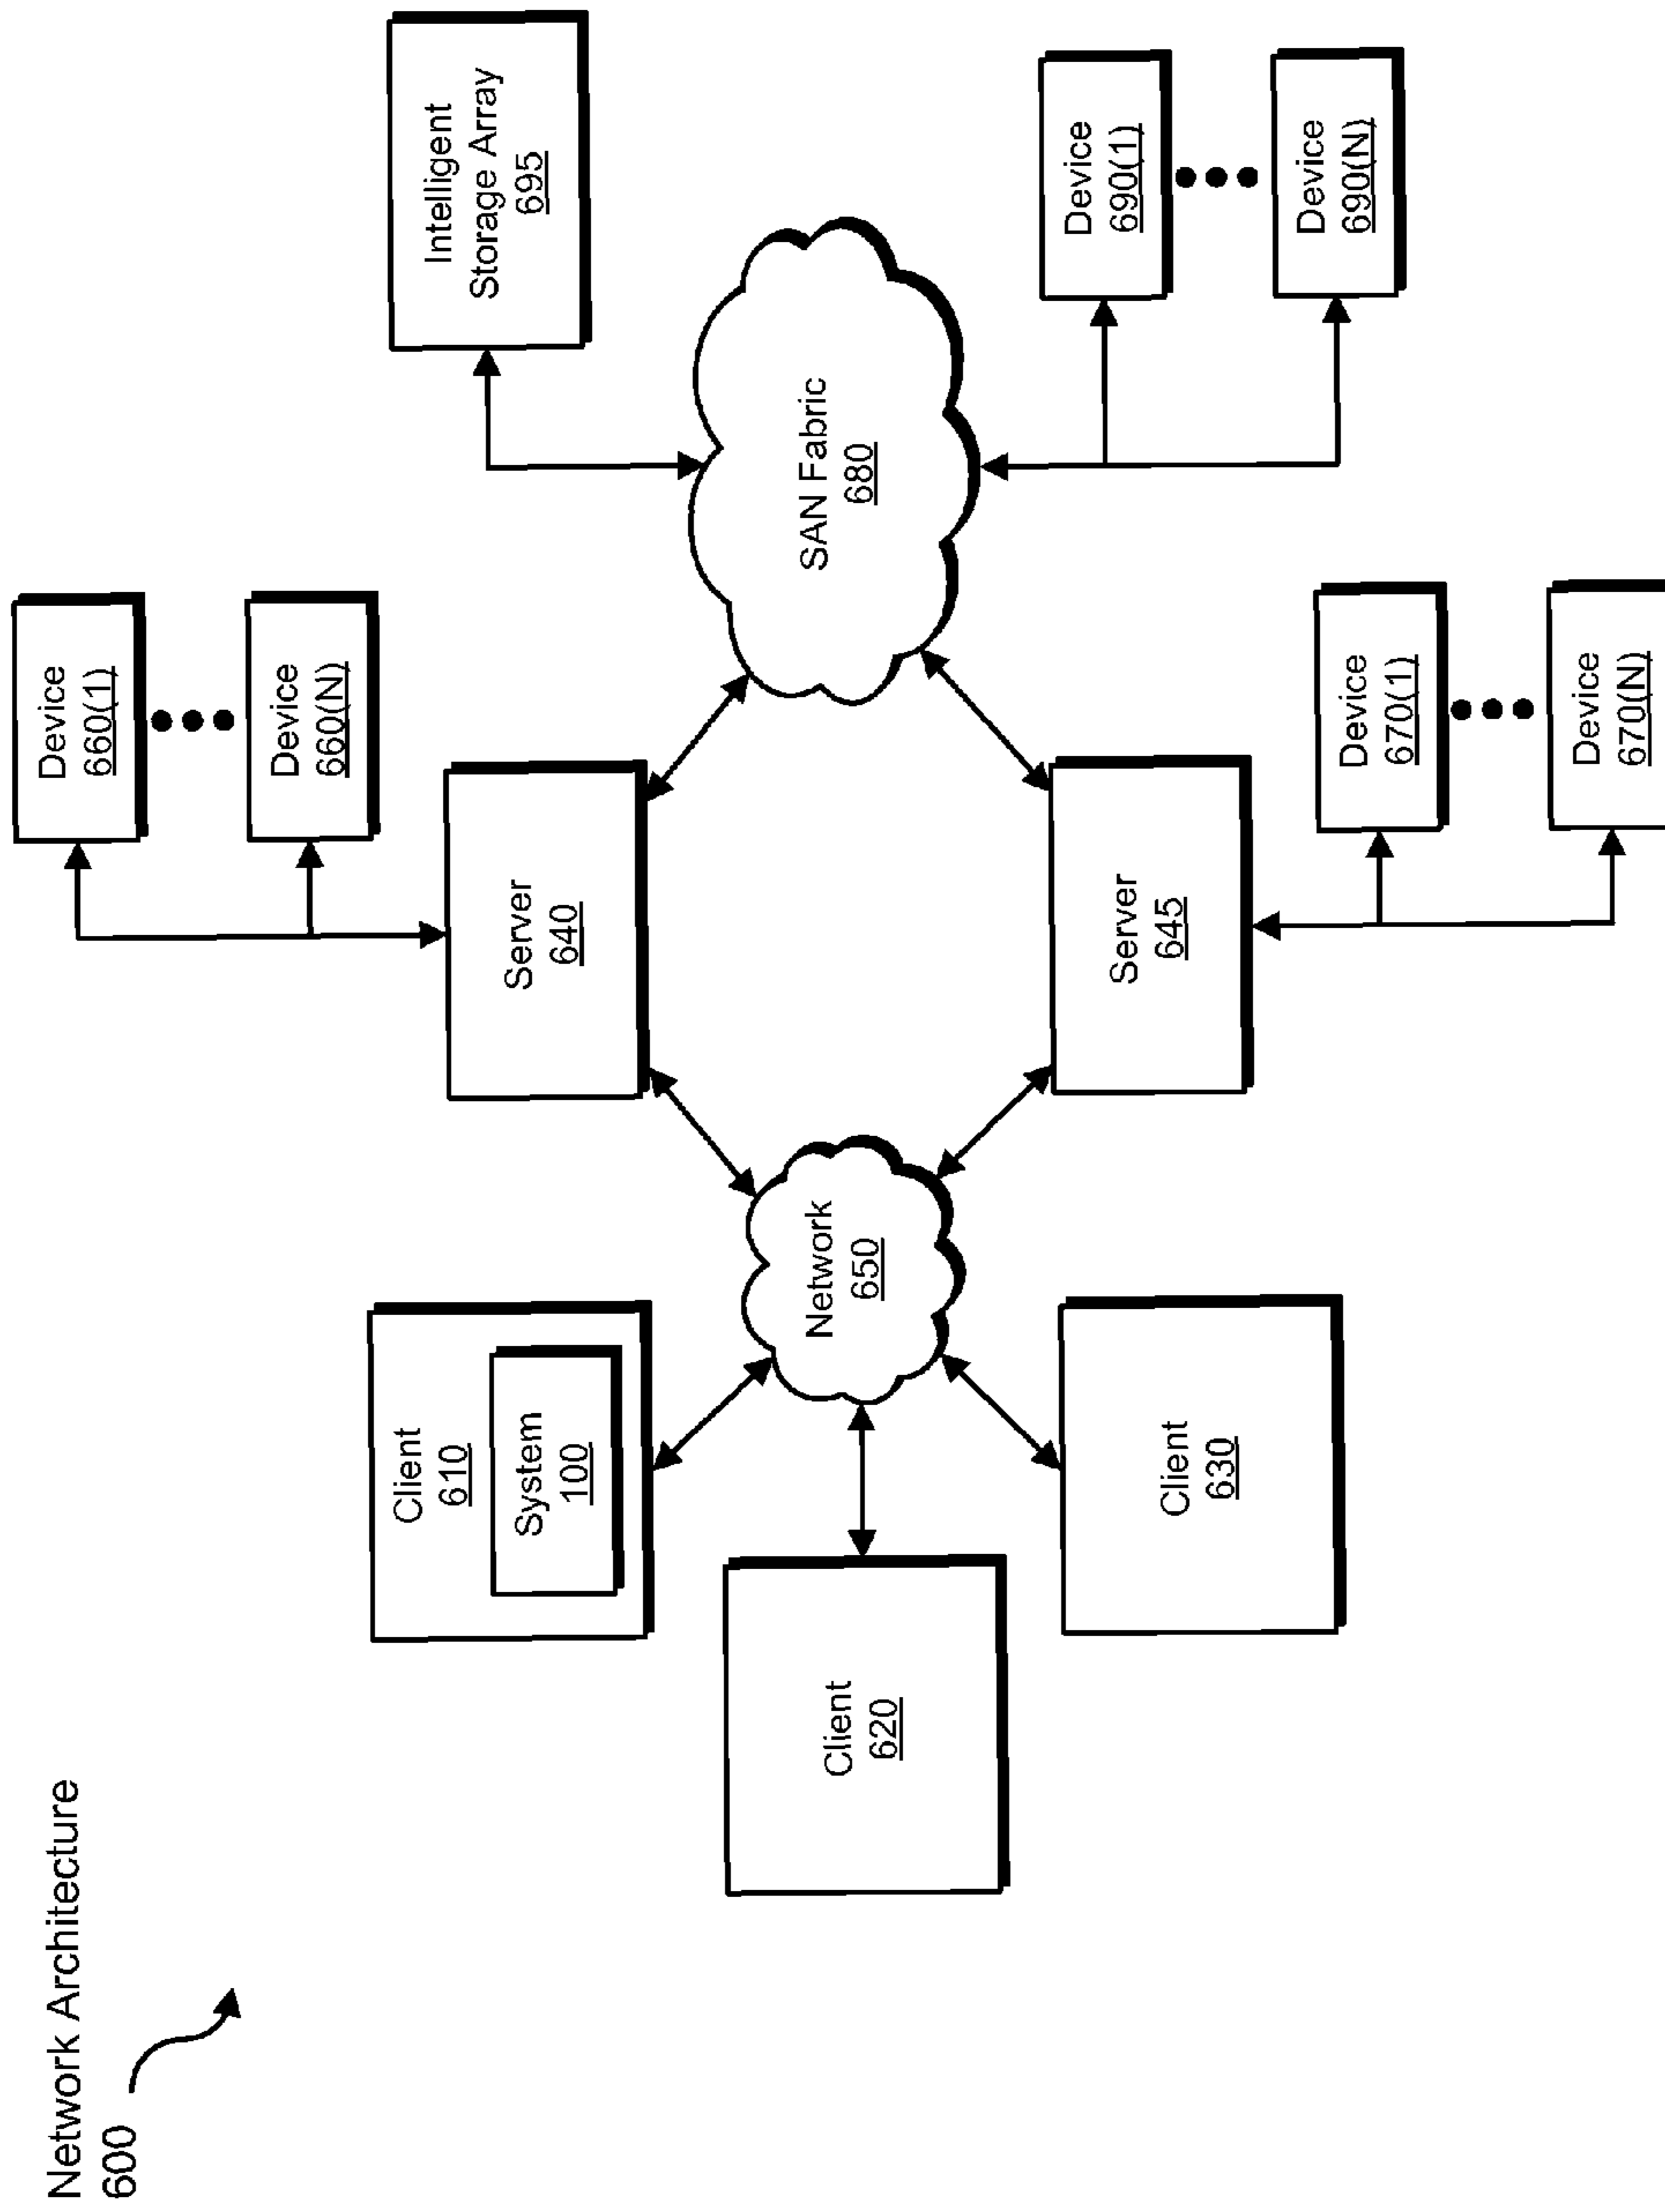 Network Architecture
600
Client
610
System
100
Client
620
Client
630
Network
650
Server
640
Server
645
Device
660(1)
Device
660(N)
Device
670(1)
Device
670(N)
SAN Fabric
680
Intelligent
Storage Array
695
Device
690(1)
Device
690(N)